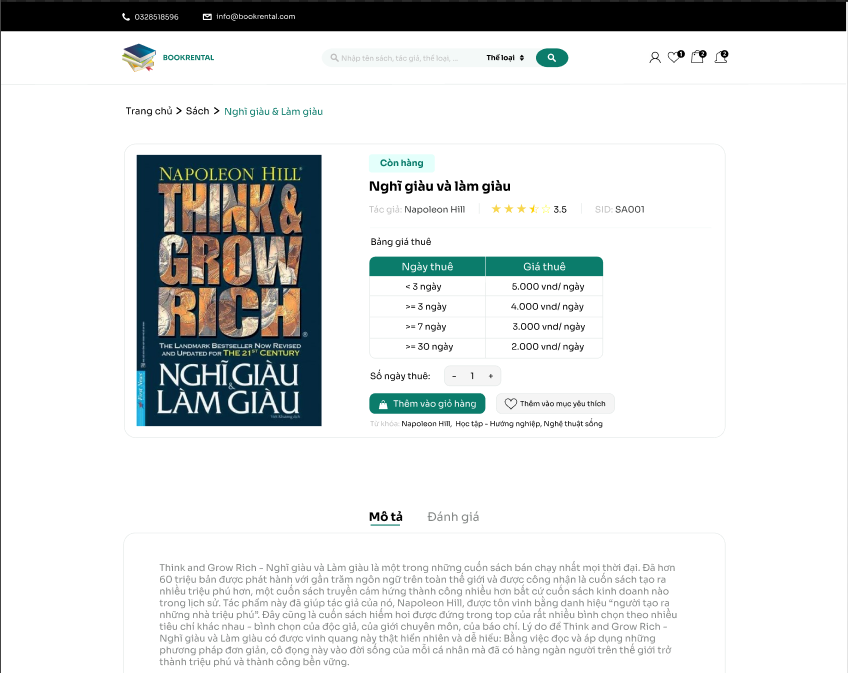 0328518596 info@bookrental.com
BOOKRENTAL
Nhập tên sách, tác giả, thể loại, ...
Thể loại
1 2 2
Trang chủ > Sách > Nghĩ giàu & Làm giàu
NAPOLEON HILL
THINK &
GROW
RICH
THE LANDMARK BESTSELLER NOW REVISED
AND UPDATED FOR THE 21ST CENTURY
NGHĨ GIÀU
&
LÀM GIÀU
First News
Còn hàng
Nghĩ giàu và làm giàu
Tác giả: Napoleon Hill 3.5 SID: SA001
Bảng giá thuê
Ngày thuê Giá thuê
< 3 ngày 5.000 vnd/ ngày
>= 3 ngày 4.000 vnd/ ngày
>= 7 ngày 3.000 vnd/ ngày
>= 30 ngày 2.000 vnd/ ngày
Số ngày thuê: - 1 +
Thêm vào giỏ hàng Thêm vào mục yêu thích
Từ khóa: Napoleon Hill, Học tập - Hướng nghiệp, Nghệ thuật sống
Mô tả Đánh giá
Think and Grow Rich - Nghĩ giàu và Làm giàu là một trong những cuốn sách bán chạy nhất mọi thời đại. Đã hơn
60 triệu bản được phát hành với gần trăm ngôn ngữ trên toàn thế giới và được công nhận là cuốn sách tạo ra
nhiều triệu phú hơn, một cuốn sách truyền cảm hứng thành công nhiều hơn bất cứ cuốn sách kinh doanh nào
trong lịch sử. Tác phẩm này đã giúp tác giả của nó, Napoleon Hill, được tôn vinh bằng danh hiệu “người tạo ra
những nhà triệu phú”. Đây cũng là cuốn sách hiếm hoi được đứng trong top của rất nhiều bình chọn theo nhiều
tiêu chí khác nhau - bình chọn của độc giả, của giới chuyên môn, của báo chí. Lý do để Think and Grow Rich -
Nghĩ giàu và Làm giàu có được vinh quang này thật hiển nhiên và dễ hiểu: Bằng việc đọc và áp dụng những
phương pháp đơn giản, cô đọng này vào đời sống của mỗi cá nhân mà đã có hàng ngàn người trên thế giới trở
thành triệu phú và thành công bền vững.